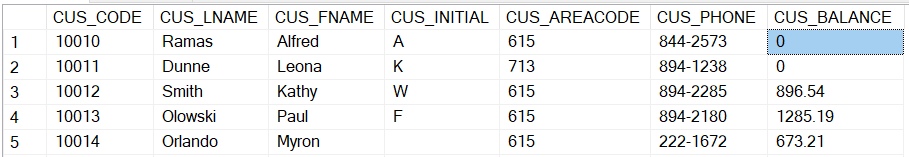 CUS_CODE CUS_LNAME CUS_FNAME CUS_INITIAL CUS_AREACODE CUS_PHONE CUS_BALANCE
1 10010 Ramas Alfred A 615 844-2573 0
2 10011 Dunne Leona K 713 894-1238 0
3 10012 Smith Kathy W 615 894-2285 896.54
4 10013 Olowski Paul F 615 894-2180 1285.19
5 10014 Orlando Myron 615 222-1672 673.21